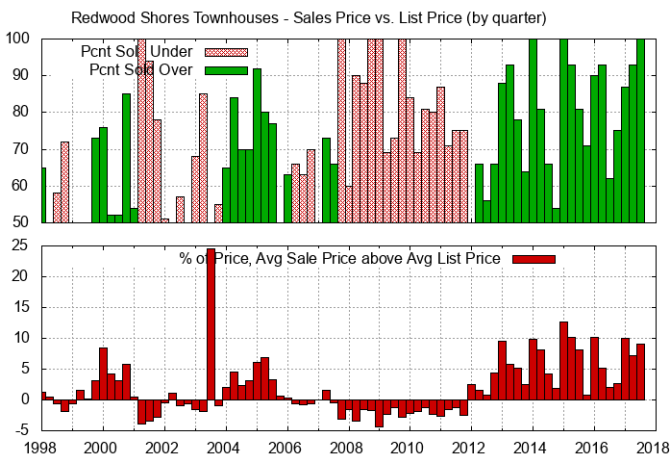 Redwood Shores Townhouses - Sales Price vs. List Price (by quarter)
100
Pcnt Sold Under
Pcnt Sold Over
90
80
70
60
50
25
% of Price, Avg Sale Price above Avg List Price
20
15
10
5
0
-5
1998 2000 2002 2004 2006 2008 2010 2012 2014 2016 2018